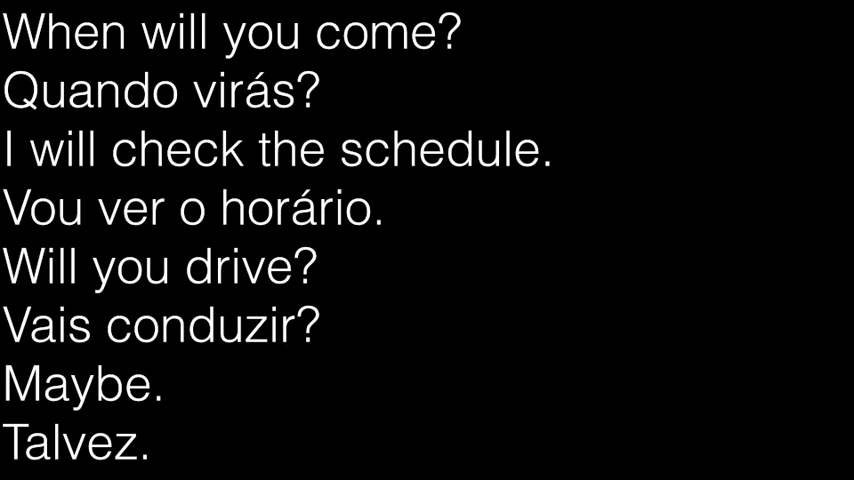 When will you come?
Quando virás?
I will check the schedule.
Vou ver o horário.
Will you drive?
Vais conduzir?
Maybe.
Talvez.